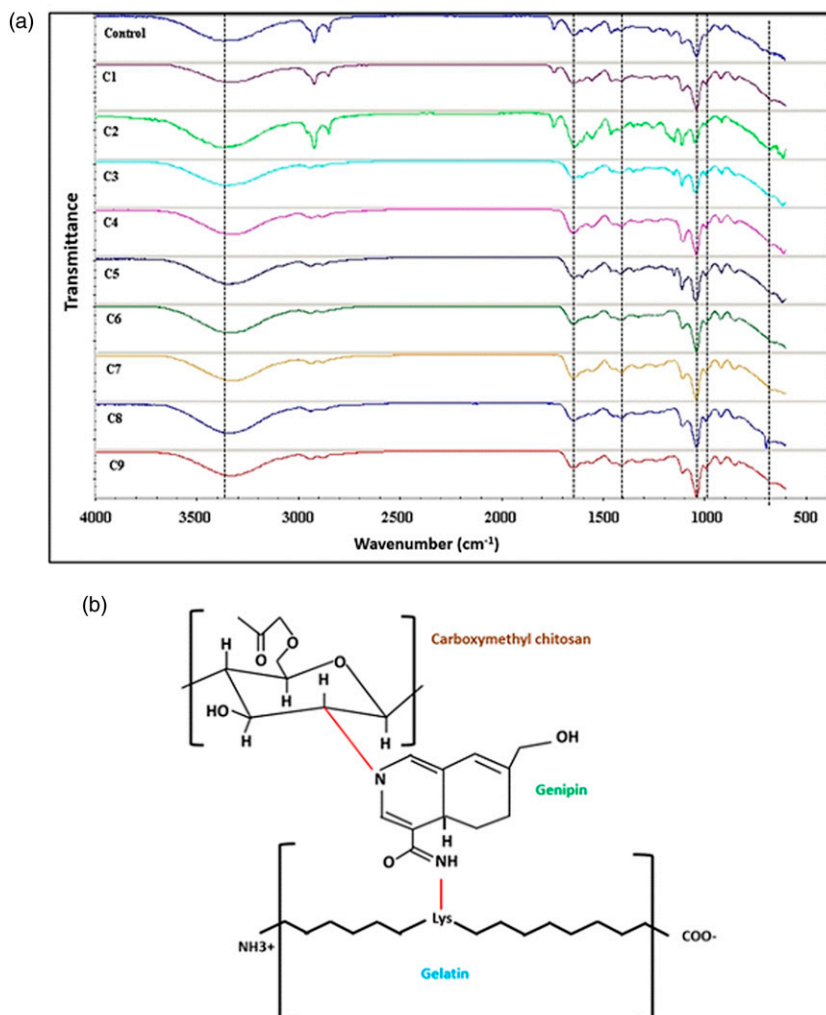 (a)
Control
C1
C2
C3
C4
C5
C6
C7
C8
C9
Transmittance
4000 3500 3000 2500 2000 1500 1000 500
Wavenumber (cm⁻¹)
(b)
Carboxymethyl chitosan
O
O
H
O
H
H
HO
H
H
N
OH
Genipin
H
O
NH
Lys
NH3+
COO-
Gelatin